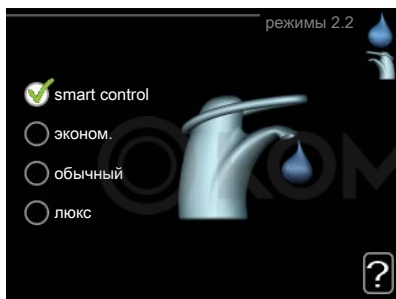 режимы 2.2
smart control
эконом.
обычный
люкс
?